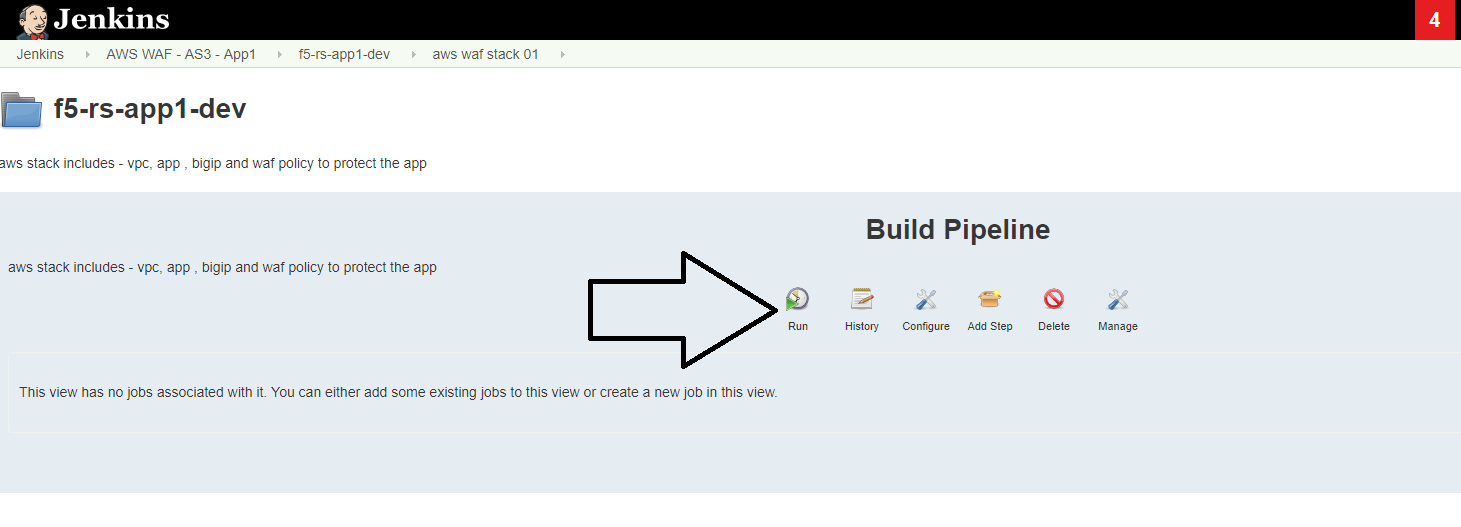 Jenkins
4
Jenkins AWS WAF - AS3 - App1 f5-rs-app1-dev aws waf stack 01
f5-rs-app1-dev
aws stack includes - vpc, app , bigip and waf policy to protect the app
Build Pipeline
aws stack includes - vpc, app , bigip and waf policy to protect the app
Run History Configure Add Step Delete Manage
This view has no jobs associated with it. You can either add some existing jobs to this view or create a new job in this view.